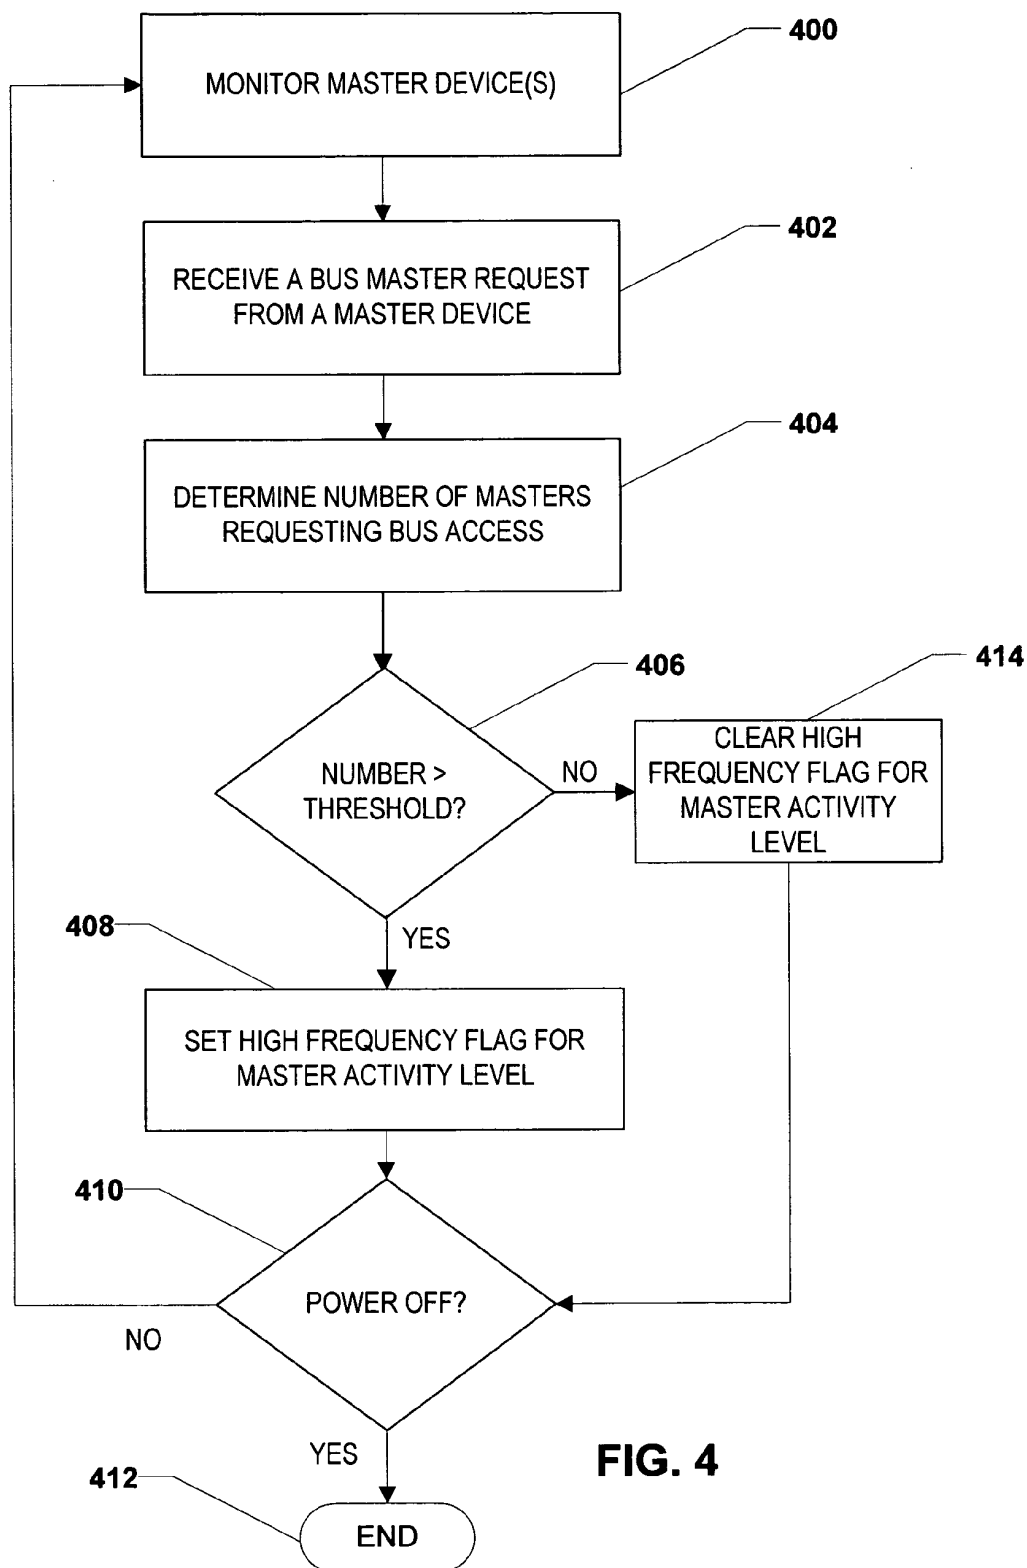 400
MONITOR MASTER DEVICE(S)
402
RECEIVE A BUS MASTER REQUEST
FROM A MASTER DEVICE
404
DETERMINE NUMBER OF MASTERS
REQUESTING BUS ACCESS
406
414
NUMBER >
THRESHOLD?
NO
CLEAR HIGH
FREQUENCY FLAG FOR
MASTER ACTIVITY
LEVEL
YES
408
SET HIGH FREQUENCY FLAG FOR
MASTER ACTIVITY LEVEL
410
POWER OFF?
NO
YES
412
END
FIG. 4